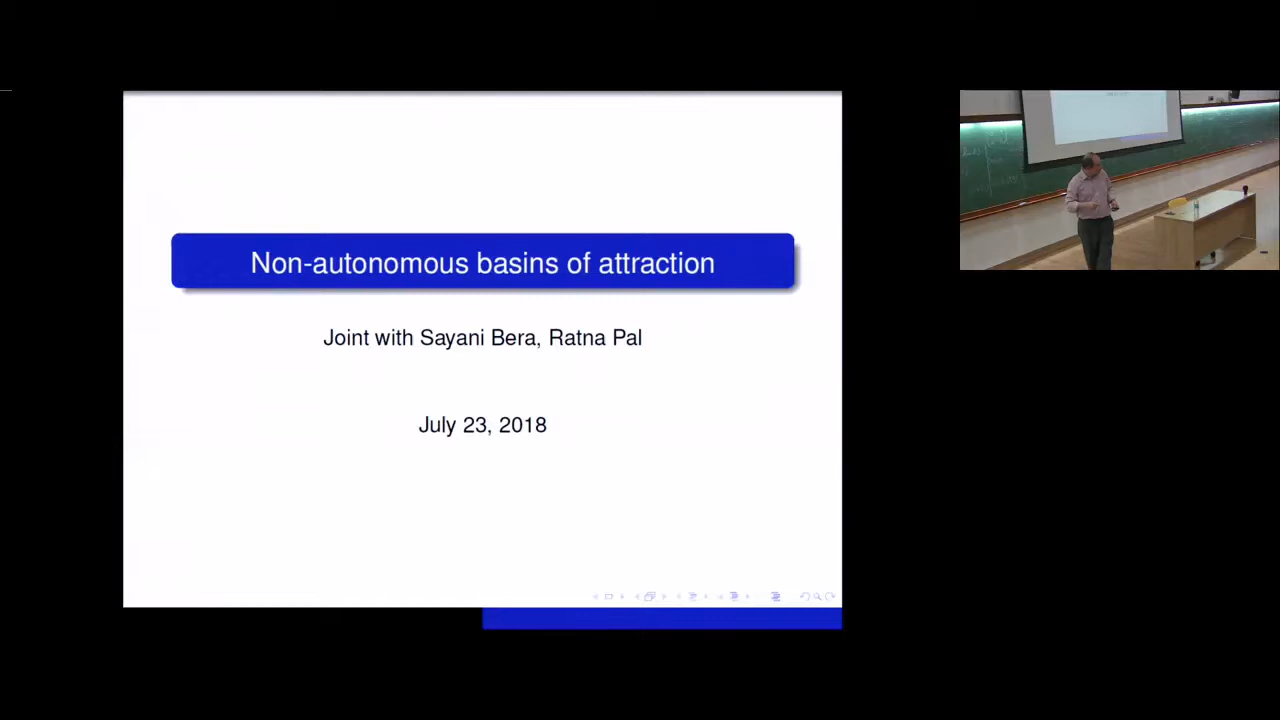 Non-autonomous basins of attraction
Joint with Sayani Bera, Ratna Pal
July 23, 2018